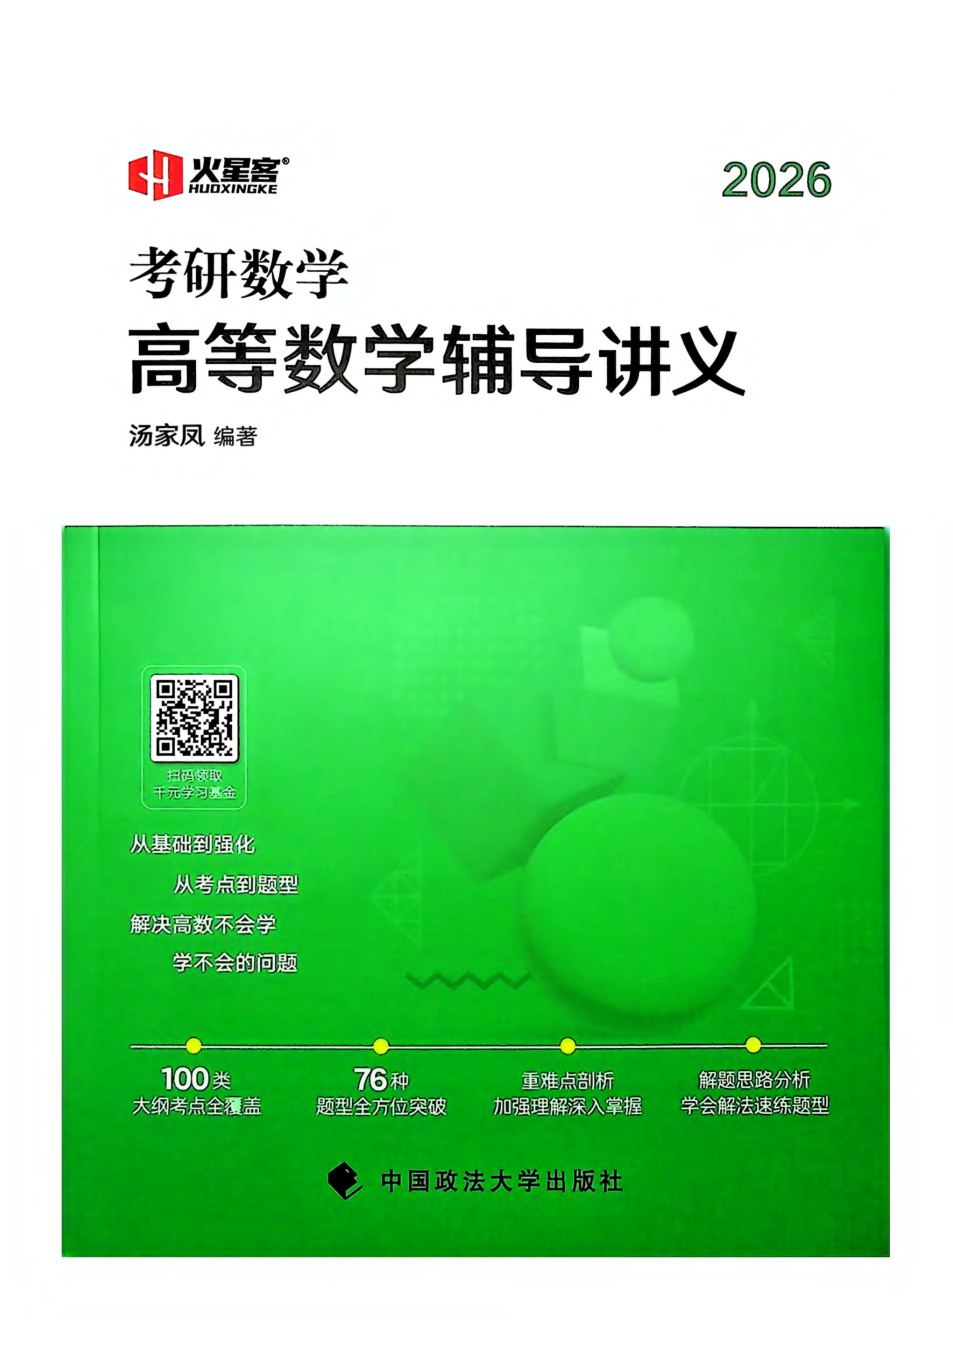 火星客®
HUOXINGKE
2026
考研数学
高等数学辅导讲义
汤家凤 编著
扫码领取
千元学习基金
从基础到强化
从考点到题型
解决高数不会学
学不会的问题
100类
大纲考点全覆盖
76种
题型全方位突破
重难点剖析
加强理解深入掌握
解题思路分析
学会解法速练题型
中国政法大学出版社